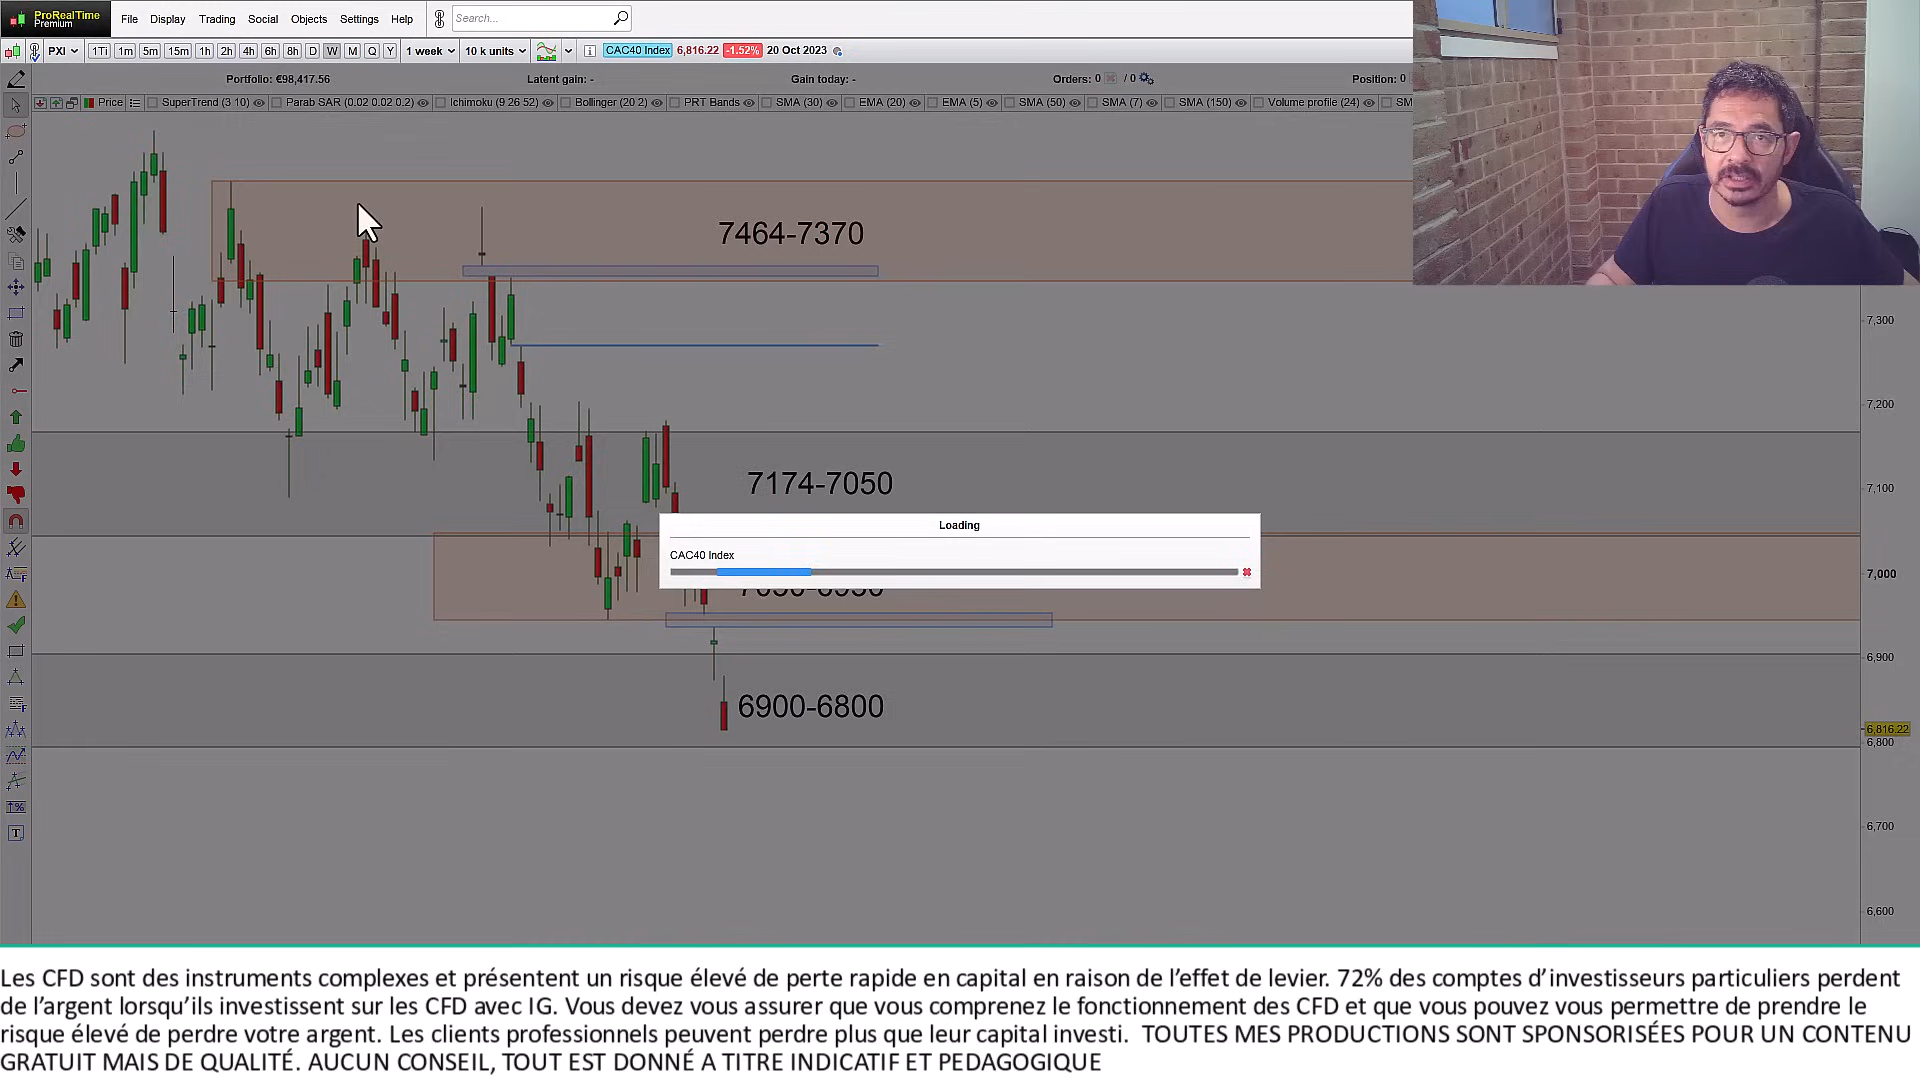 ProRealTime
Premium
File Display Trading Social Objects Settings Help Search...
PXI 1Ti 1m 5m 15m 1h 2h 4h 6h 8h D W M Q Y 1 week 10 k units CAC40 Index 6,816.22 -1.52% 20 Oct 2023
Portfolio: €98,417.56 Latent gain: - Gain today: - Orders: 0 / 0 Position: 0
Price SuperTrend (3 10) Parab SAR (0.02 0.02 0.2) Ichimoku (9 26 52) Bollinger (20 2) PRT Bands SMA (30) EMA (20) EMA (5) SMA (50) SMA (7) SMA (150) Volume profile (24) SM
7464-7370
7,300
7,200
7174-7050
7,100
Loading
CAC40 Index
7,000
6,900
6900-6800
6,816.22
6,800
6,700
6,600
Les CFD sont des instruments complexes et présentent un risque élevé de perte rapide en capital en raison de l’effet de levier. 72% des comptes d’investisseurs particuliers perdent
de l’argent lorsqu’ils investissent sur les CFD avec IG. Vous devez vous assurer que vous comprenez le fonctionnement des CFD et que vous pouvez vous permettre de prendre le
risque élevé de perdre votre argent. Les clients professionnels peuvent perdre plus que leur capital investi. TOUTES MES PRODUCTIONS SONT SPONSORISÉES POUR UN CONTENU
GRATUIT MAIS DE QUALITÉ. AUCUN CONSEIL, TOUT EST DONNÉ A TITRE INDICATIF ET PEDAGOGIQUE